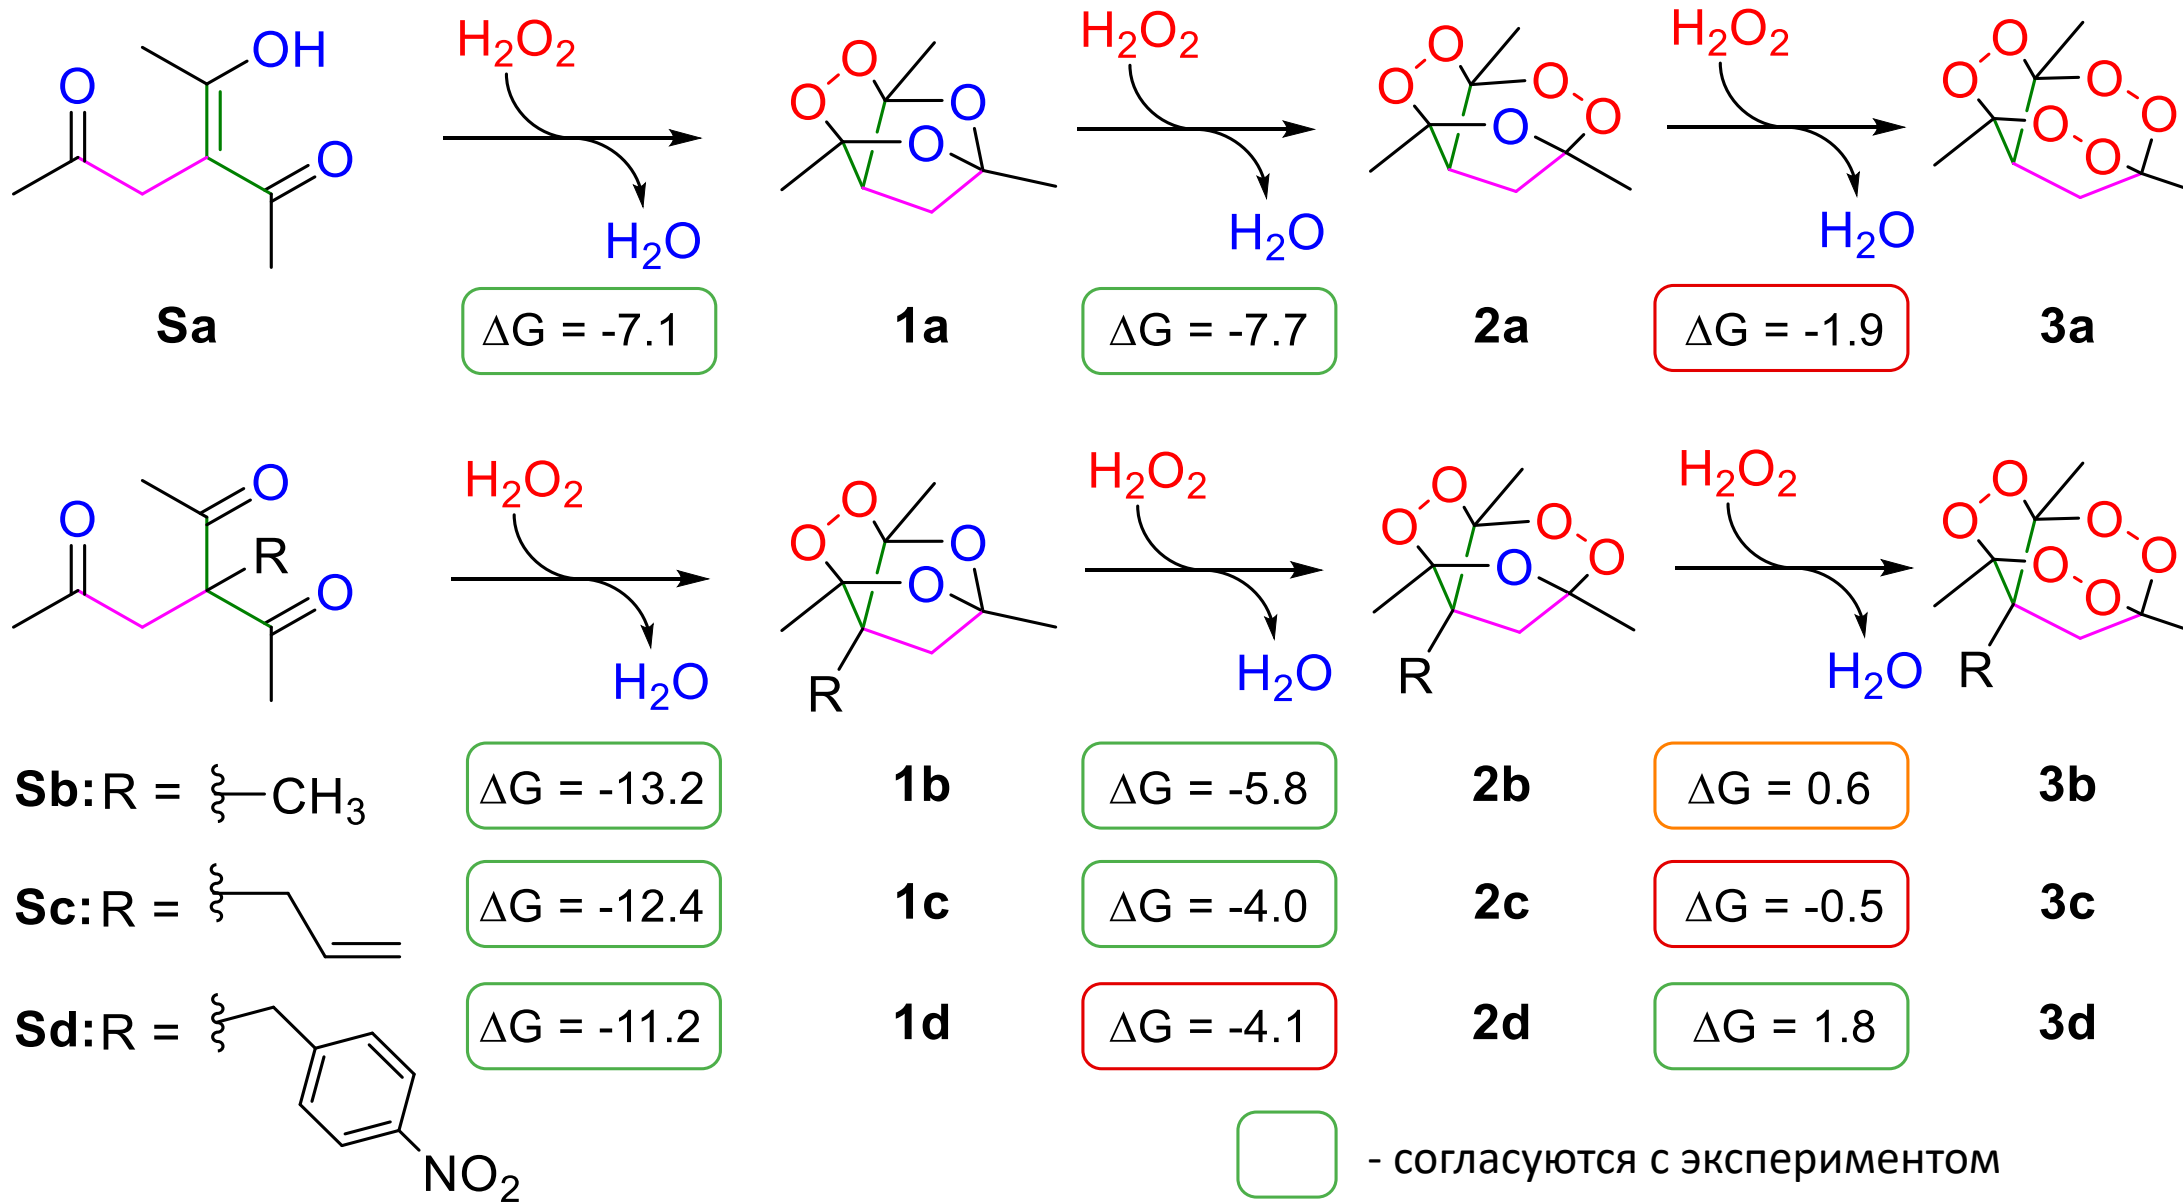 O OH O H₂O₂ H₂O O O O O H₂O₂ H₂O O O O O O H₂O₂ H₂O O O O O O O
Sa ΔG = -7.1 1a ΔG = -7.7 2a ΔG = -1.9 3a
O O R O H₂O₂ H₂O O O O O R H₂O₂ H₂O O O O O O R H₂O₂ H₂O O O O O O O R
Sb: R = CH₃ ΔG = -13.2 1b ΔG = -5.8 2b ΔG = 0.6 3b
Sc: R = ΔG = -12.4 1c ΔG = -4.0 2c ΔG = -0.5 3c
Sd: R = ΔG = -11.2 1d ΔG = -4.1 2d ΔG = 1.8 3d
NO₂
- согласуются с экспериментом